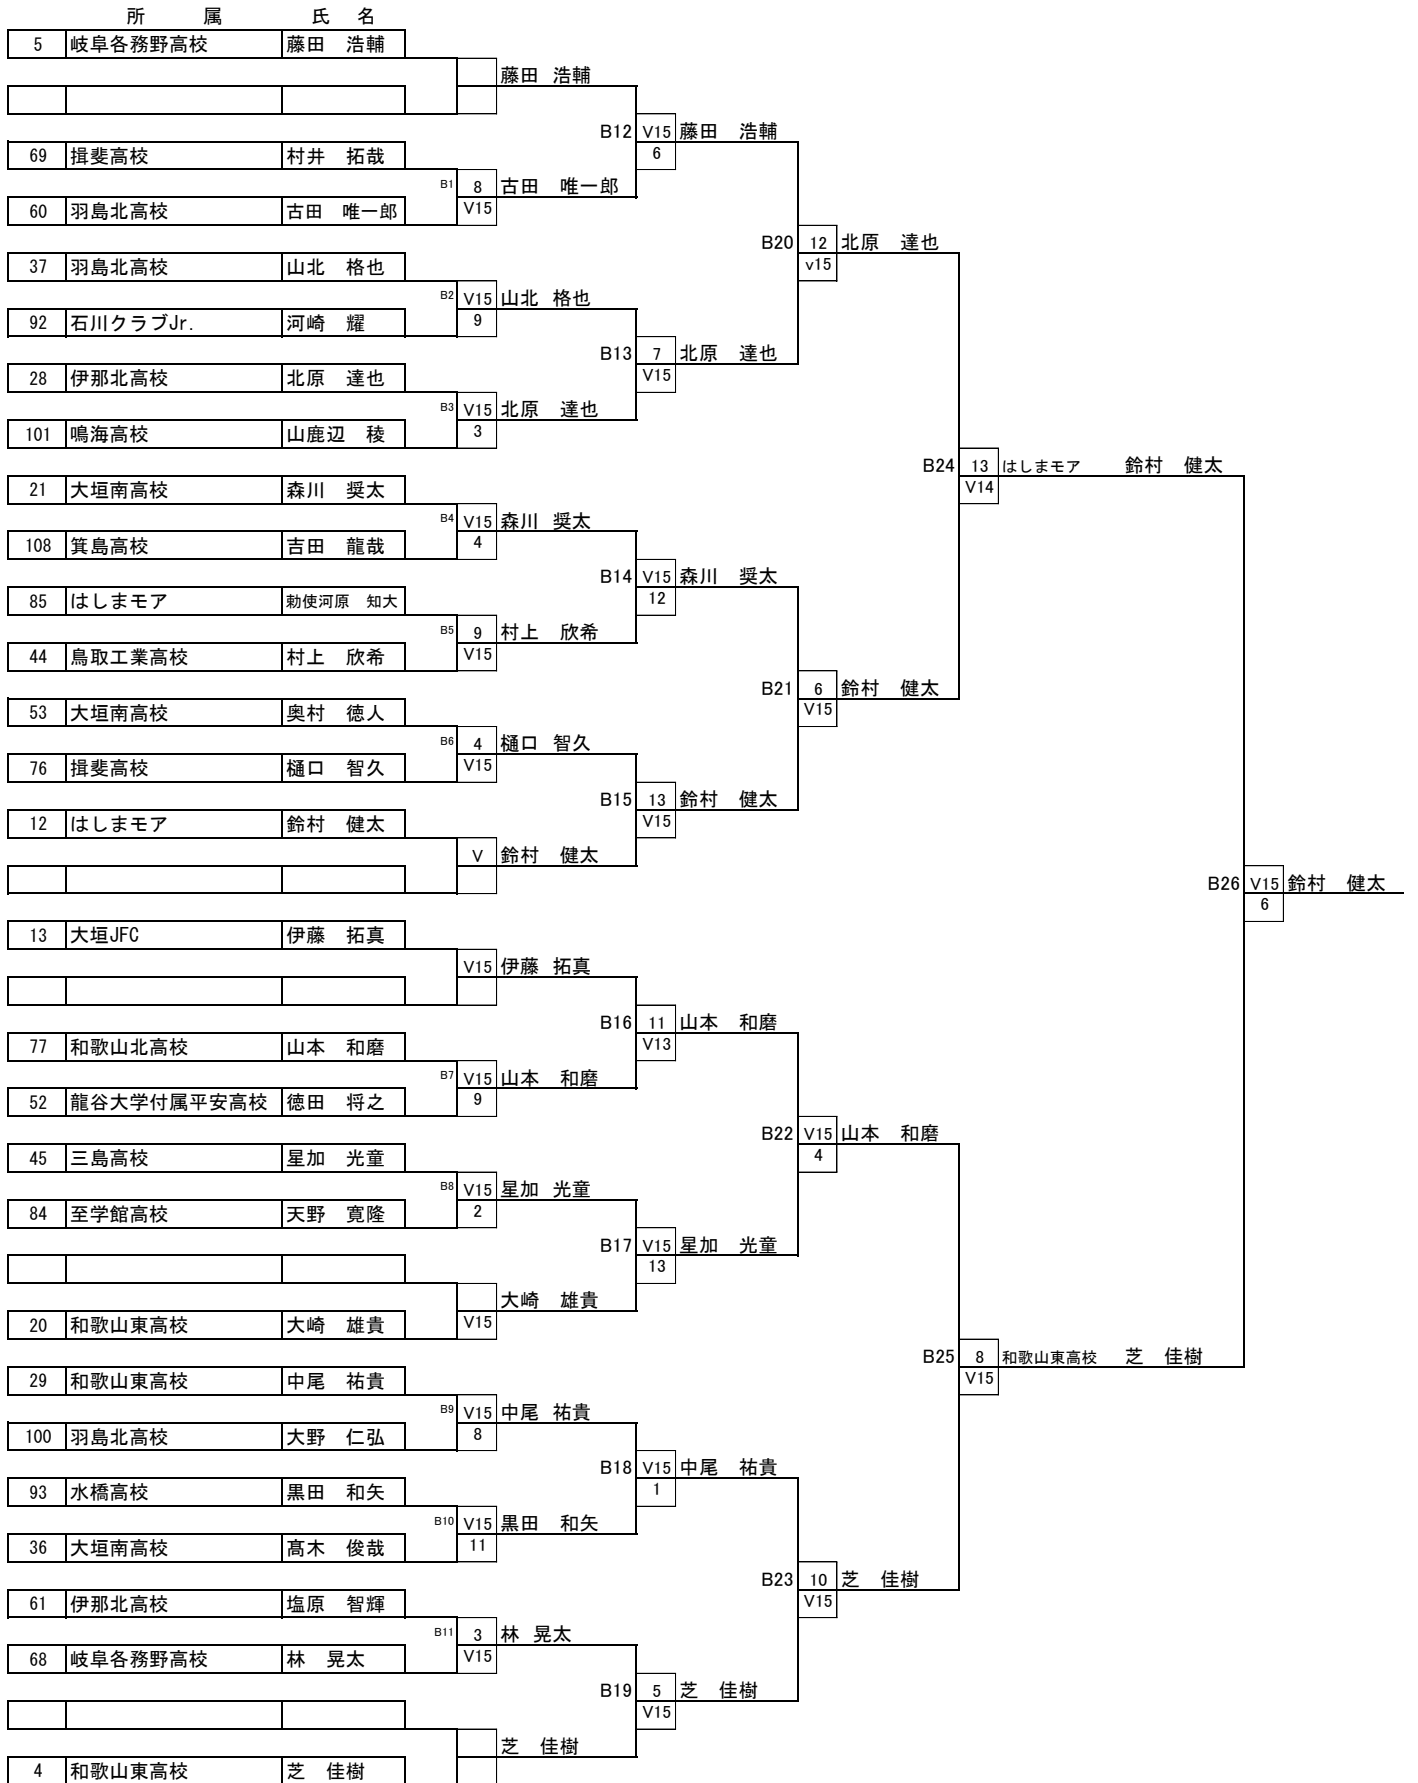 所　属　氏　名
5 岐阜各務野高校 藤田　浩輔
藤田 浩輔
B12 V15 藤田　浩輔
69 揖斐高校 村井　拓哉 6
B1 8 古田　唯一郎
60 羽島北高校 古田　唯一郎 V15
B20 12 北原　達也
37 羽島北高校 山北　格也 v15
B2 V15 山北 格也
92 石川クラブJr. 河崎　耀 9
B13 7 北原　達也
28 伊那北高校 北原　達也 V15
B3 V15 北原　達也
101 鳴海高校 山鹿辺　稜 3
B24 13 はしまモア 鈴村　健太
21 大垣南高校 森川　奨太 V14
B4 V15 森川 奨太
108 箕島高校 吉田　龍哉 4
B14 V15 森川　奨太
85 はしまモア 勅使河原　知大 12
B5 9 村上　欣希
44 鳥取工業高校 村上　欣希 V15
B21 6 鈴村　健太
53 大垣南高校 奥村　徳人 V15
B6 4 樋口 智久
76 揖斐高校 樋口　智久 V15
B15 13 鈴村　健太
12 はしまモア 鈴村　健太 V15
V 鈴村　健太
B26 V15 鈴村　健太
6
13 大垣JFC 伊藤　拓真
V15 伊藤 拓真
B16 11 山本　和磨
77 和歌山北高校 山本　和磨 V13
B7 V15 山本　和磨
52 龍谷大学付属平安高校 徳田　将之 9
B22 V15 山本　和磨
45 三島高校 星加　光童 4
B8 V15 星加 光童
84 至学館高校 天野　寛隆 2
B17 V15 星加　光童
13
大崎　雄貴
20 和歌山東高校 大崎　雄貴 V15
B25 8 和歌山東高校 芝　佳樹
29 和歌山東高校 中尾　祐貴 V15
B9 V15 中尾 祐貴
100 羽島北高校 大野　仁弘 8
B18 V15 中尾　祐貴
93 水橋高校 黒田　和矢 1
B10 V15 黒田　和矢
36 大垣南高校 髙木　俊哉 11
B23 10 芝　佳樹
61 伊那北高校 塩原　智輝 V15
B11 3 林 晃太
68 岐阜各務野高校 林　晃太 V15
B19 5 芝　佳樹
V15
芝　佳樹
4 和歌山東高校 芝　佳樹